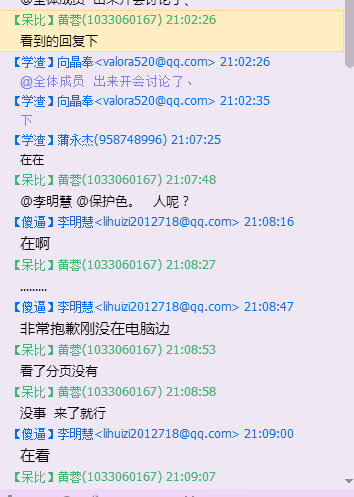 @全体成员 出来开会讨论了、
【呆比】黄蓉(1033060167) 21:02:26
看到的回复下
【学渣】向晶奉<valora520@qq.com> 21:02:26
@全体成员 出来开会讨论了、
【学渣】向晶奉<valora520@qq.com> 21:02:35
下
【学渣】蒲永杰(958748996) 21:07:25
在在
【呆比】黄蓉(1033060167) 21:07:48
@李明慧 @保护色。 人呢？
【傻逼】李明慧<lihuizi2012718@qq.com> 21:08:16
在啊
【呆比】黄蓉(1033060167) 21:08:27
.........
【傻逼】李明慧<lihuizi2012718@qq.com> 21:08:47
非常抱歉刚没在电脑边
【呆比】黄蓉(1033060167) 21:08:53
看了分页没有
【呆比】黄蓉(1033060167) 21:08:58
没事 来了就行
【傻逼】李明慧<lihuizi2012718@qq.com> 21:09:00
在看
【呆比】黄蓉(1033060167) 21:09:07